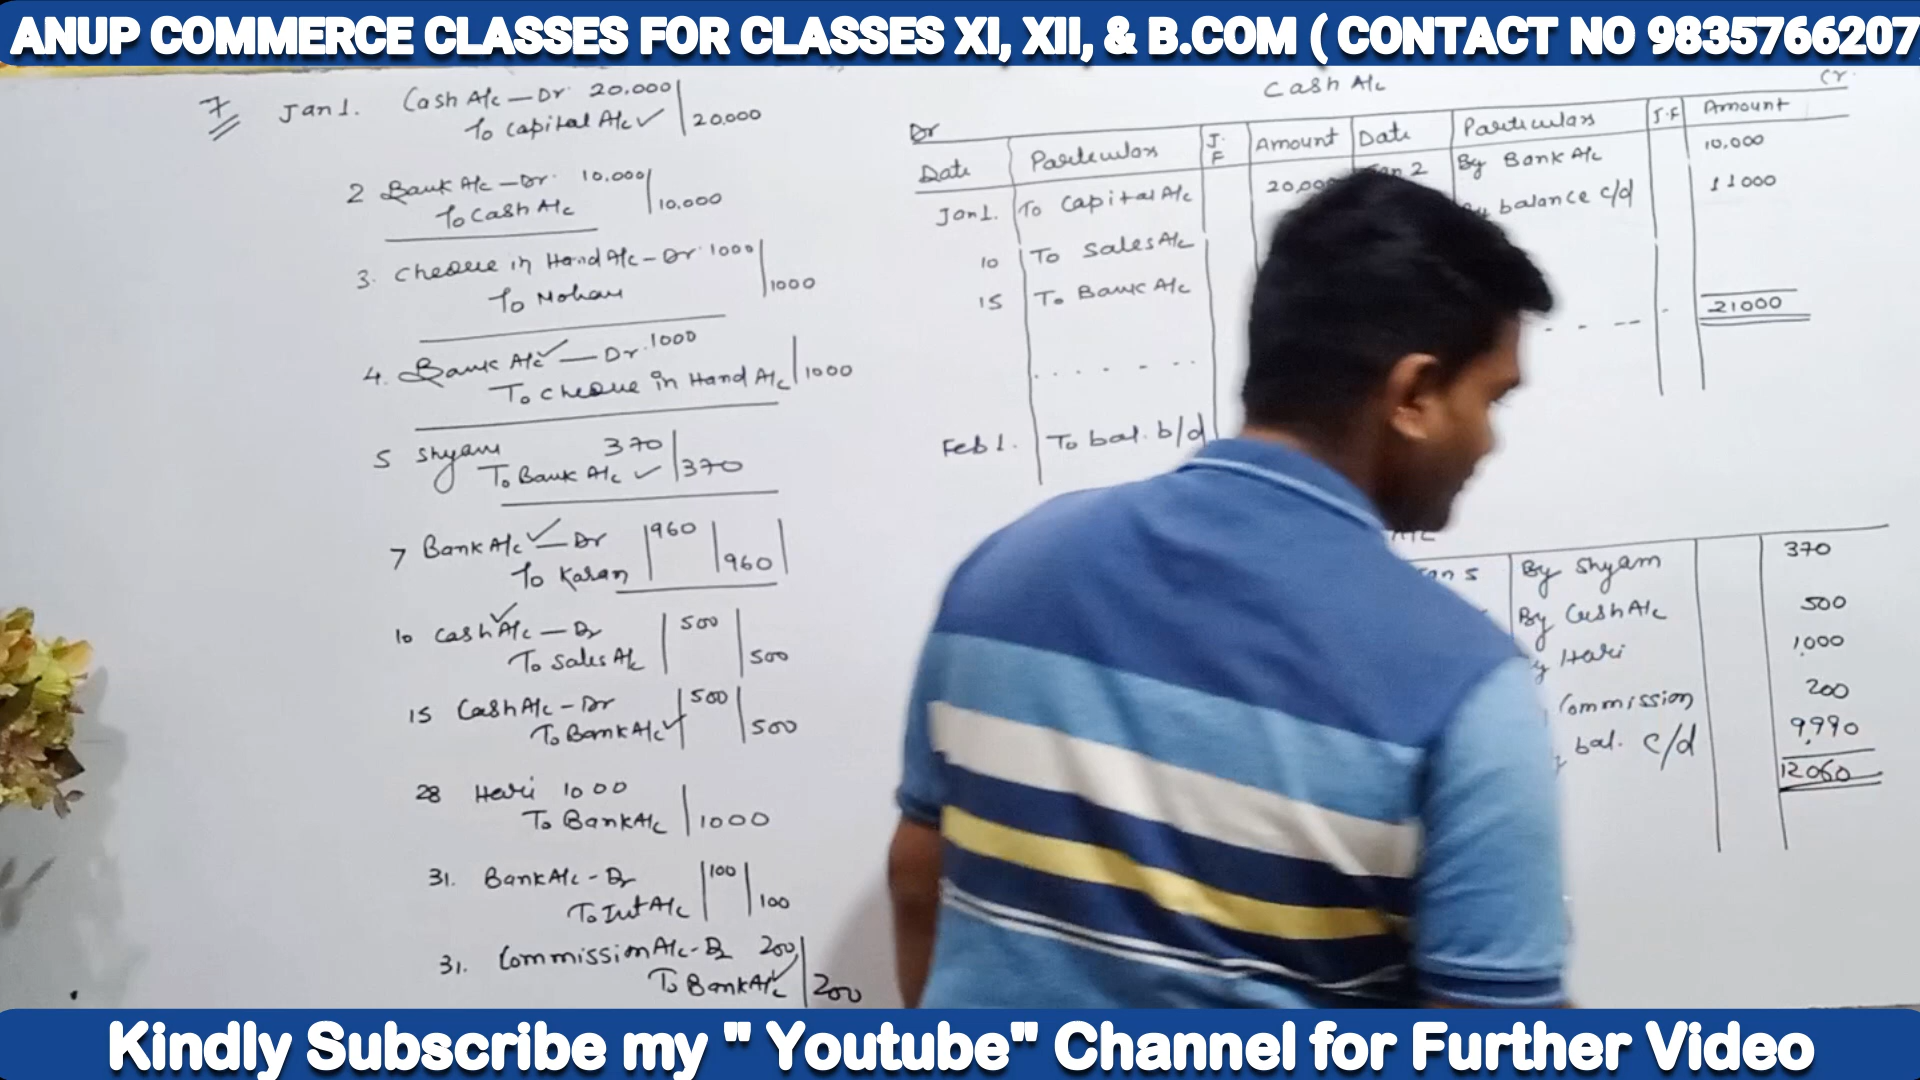 ANUP COMMERCE CLASSES FOR CLASSES XI, XII, & B.COM ( CONTACT NO 9835766207
7 Jan 1. Cash A/c — Dr 20,000
To Capital A/c 20,000
2 Bank A/c — Dr. 10,000
To Cash A/c 10,000
3. Cheque in Hand A/c - Dr 1000
To Mohan 1000
4. Bank A/c — Dr. 1000
To Cheque in Hand A/c 1000
5 Shyam 370
To Bank A/c 370
7 Bank A/c — Dr 960
To Karan 960
10 Cash A/c — Dr 500
To Sales A/c 500
15 Cash A/c - Dr 500
To Bank A/c 500
28 Hari 1000
To Bank A/c 1000
31. Bank A/c - Dr 100
To Int A/c 100
31. Commission A/c - Dr 200
To Bank A/c 200
Cash A/c
Dr Cr.
Date Particulars J.F Amount Date Particulars J.F Amount
Jan 1. To Capital A/c 20,000 2 By Bank A/c 10,000
10 To Sales A/c balance c/d 11000
15 To Bank A/c
21000
Feb 1. To bal. b/d
A/c
5 By Shyam 370
By Cash A/c 500
Hari 1,000
Commission 200
bal. c/d 9,990
12060
Kindly Subscribe my " Youtube" Channel for Further Video